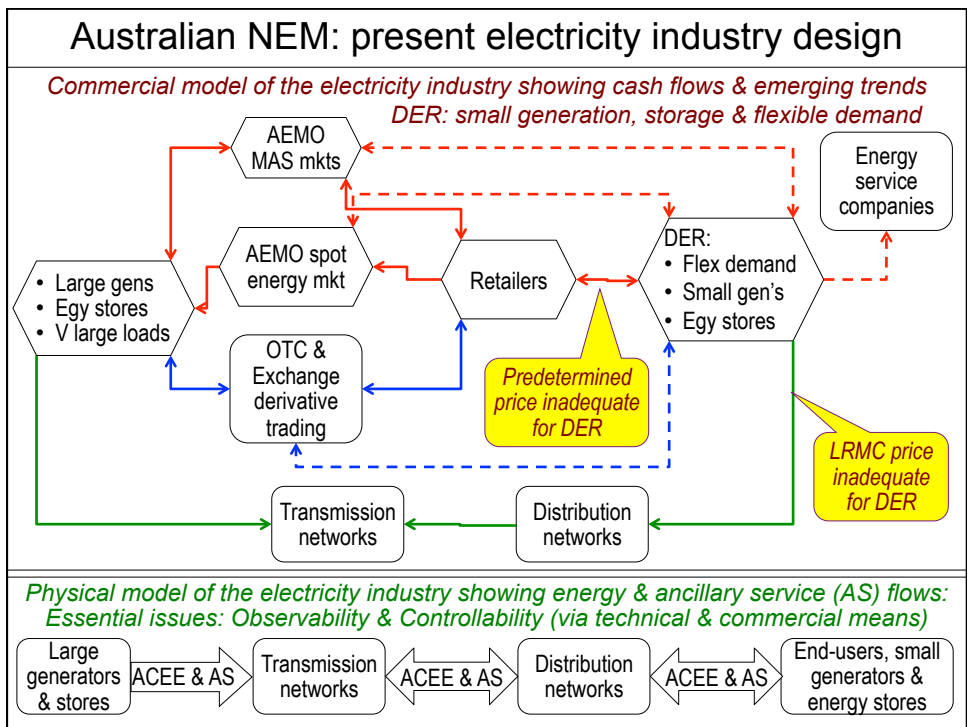 Australian NEM: present electricity industry design
Commercial model of the electricity industry showing cash flows & emerging trends
DER: small generation, storage & flexible demand
AEMO
MAS mkts
Energy
service
companies
AEMO spot
energy mkt
Retailers
DER:
• Flex demand
• Small gen's
• Egy stores
• Large gens
• Egy stores
• V large loads
OTC &
Exchange
derivative
trading
Predetermined
price inadequate
for DER
LRMC price
inadequate
for DER
Transmission
networks
Distribution
networks
Physical model of the electricity industry showing energy & ancillary service (AS) flows:
Essential issues: Observability & Controllability (via technical & commercial means)
Large
generators
& stores
ACEE & AS
Transmission
networks
ACEE & AS
Distribution
networks
ACEE & AS
End-users, small
generators &
energy stores